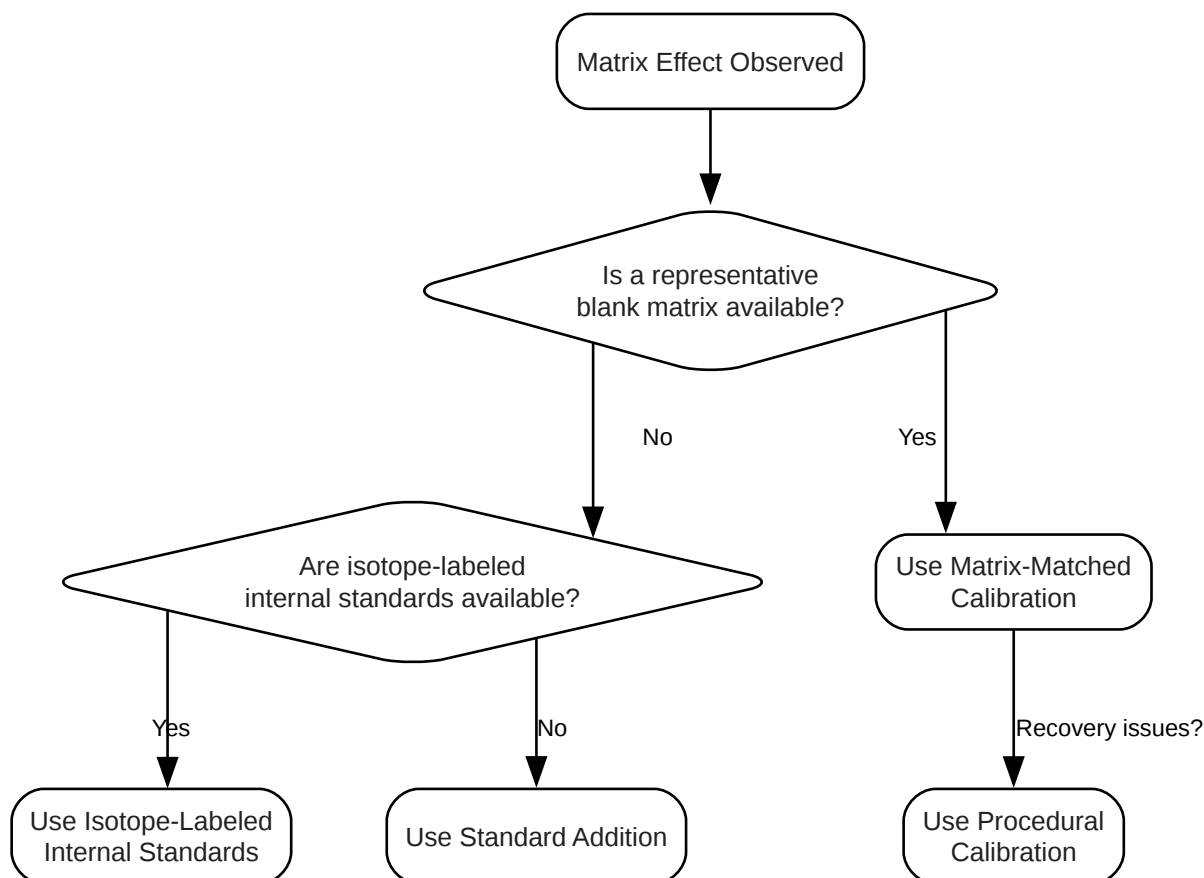 Matrix Effect Observed
Is a representative
blank matrix available?
No
Yes
Are isotope-labeled
internal standards available?
Use Matrix-Matched
Calibration
Yes
No
Recovery issues?
Use Isotope-Labeled
Internal Standards
Use Standard Addition
Use Procedural
Calibration